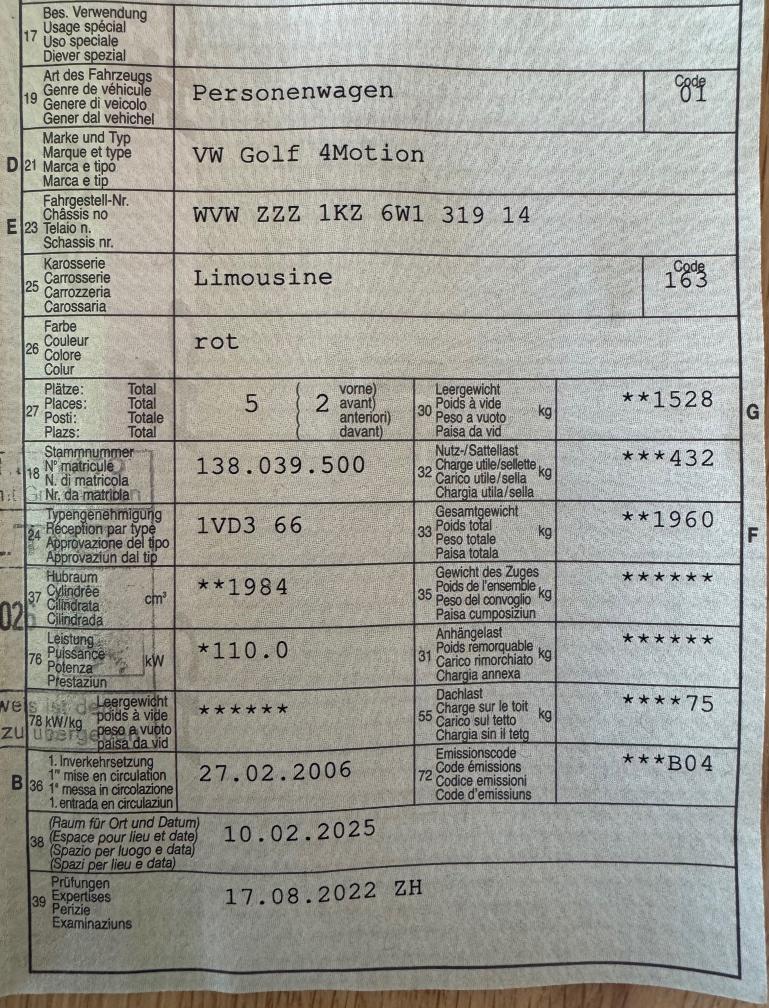 17
Bes. Verwendung
Usage spécial
Uso speciale
Diever spezial
19
Art des Fahrzeugs
Genre de véhicule
Genere di veicolo
Gener dal vehichel
Personenwagen
Code
01
D 21
Marke und Typ
Marque et type
Marca e tipo
Marca e tip
VW Golf 4Motion
E 23
Fahrgestell-Nr.
Châssis no
Telaio n.
Schassis nr.
WVW ZZZ 1KZ 6W1 319 14
25
Karosserie
Carrosserie
Carrozzeria
Carossaria
Limousine
Code
163
26
Farbe
Couleur
Colore
Colur
rot
27
Plätze: Total
Places: Total
Posti: Totale
Plazs: Total
5 ( 2
vorne)
avant)
anteriori)
davant)
30
Leergewicht
Poids à vide
Peso a vuoto
Paisa da vid
kg
**1528
G
18
Stammnummer
N° matricule
N. di matricola
Nr. da matricla
138.039.500
32
Nutz-/Sattellast
Charge utile/sellette
Carico utile/sella
Chargia utila/sella
kg
***432
24
Typengenehmigung
Réception par type
Approvazione del tipo
Approvaziun dal tip
1VD3 66
33
Gesamtgewicht
Poids total
Peso totale
Paisa totala
kg
**1960
F
37
Hubraum
Cylindrée
Cilindrata
Cilindrada
cm³
**1984
35
Gewicht des Zuges
Poids de l'ensemble
Peso del convoglio
Paisa cumposiziun
kg
******
02
76
Leistung
Puissance
Potenza
Prestaziun
kW
*110.0
31
Anhängelast
Poids remorquable
Carico rimorchiato
Chargia annexa
kg
******
78 kW/kg
Leergewicht
poids à vide
peso a vuoto
paisa da vid
******
55
Dachlast
Charge sur le toit
Carico sul tetto
Chargia sin il tetg
kg
****75
B 36
1. Inverkehrsetzung
1re mise en circulation
1a messa in circolazione
1. entrada en circulaziun
27.02.2006
72
Emissionscode
Code émissions
Codice emissioni
Code d'emissiuns
***B04
38
(Raum für Ort und Datum)
(Espace pour lieu et date)
(Spazio per luogo e data)
(Spazi per lieu e data)
10.02.2025
39
Prüfungen
Expertises
Perizie
Examinaziuns
17.08.2022 ZH